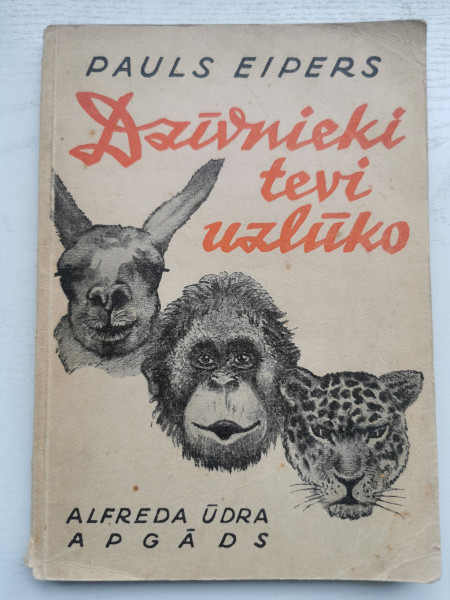 PAULS EIPERS
Dzīvnieki
tevi
uzlūko
ALFREDA ŪDRA
APGĀDS